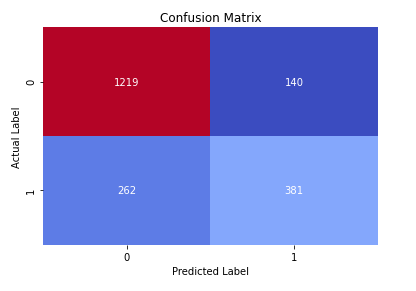 Confusion Matrix
Actual Label
0
1219
140
1
262
381
0
1
Predicted Label